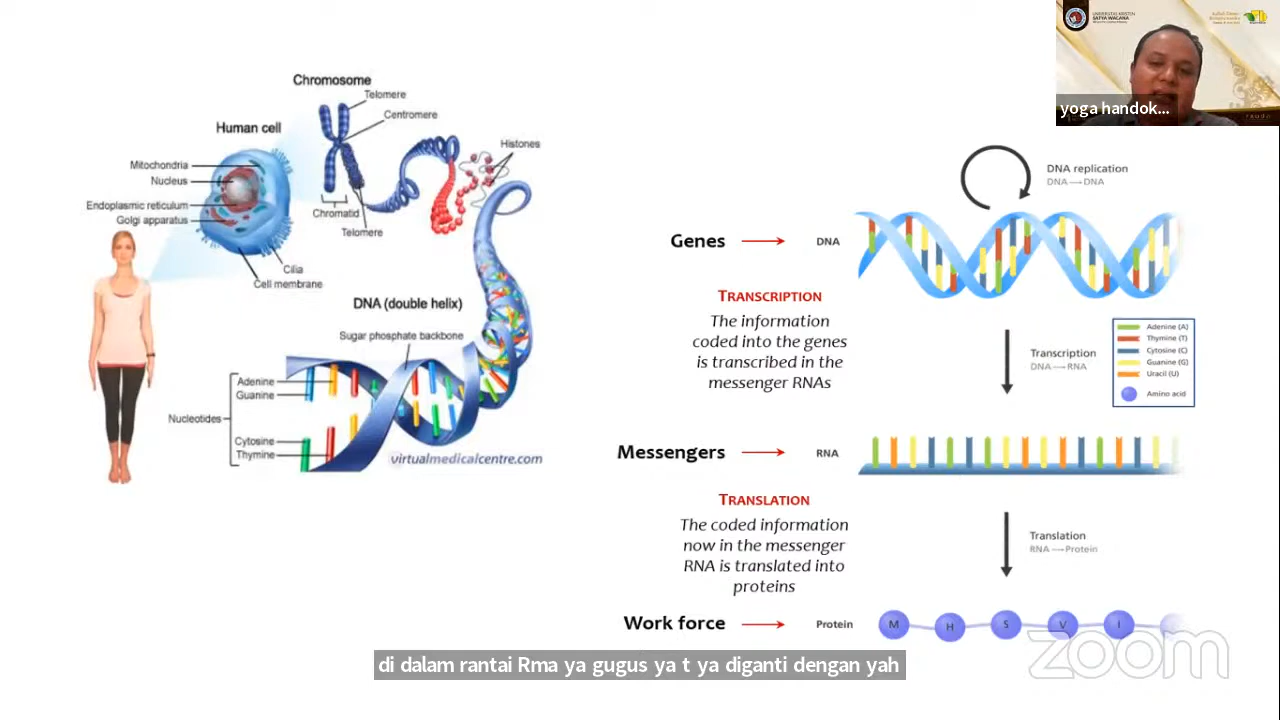 UNIVERSITAS KRISTEN
SATYA WACANA
yoga handok...
Chromosome
Telomere
Centromere
Human cell
Histones
Mitochondria
Nucleus
Endoplasmic reticulum
Golgi apparatus
Chromatid
Telomere
Cilia
Cell membrane
DNA (double helix)
Sugar phosphate backbone
Adenine
Guanine
Nucleotides
Cytosine
Thymine
virtualmedicalcentre.com
DNA replication
DNA → DNA
Genes → DNA
TRANSCRIPTION
The information
coded into the genes
is transcribed in the
messenger RNAs
Transcription
DNA → RNA
Adenine (A)
Thymine (T)
Cytosine (C)
Guanine (G)
Uracil (U)
Amino acid
Messengers → RNA
TRANSLATION
The coded information
now in the messenger
RNA is translated into
proteins
Translation
RNA → Protein
Work force → Protein
M H S V I
zoom
di dalam rantai Rma ya gugus ya t ya diganti dengan yah